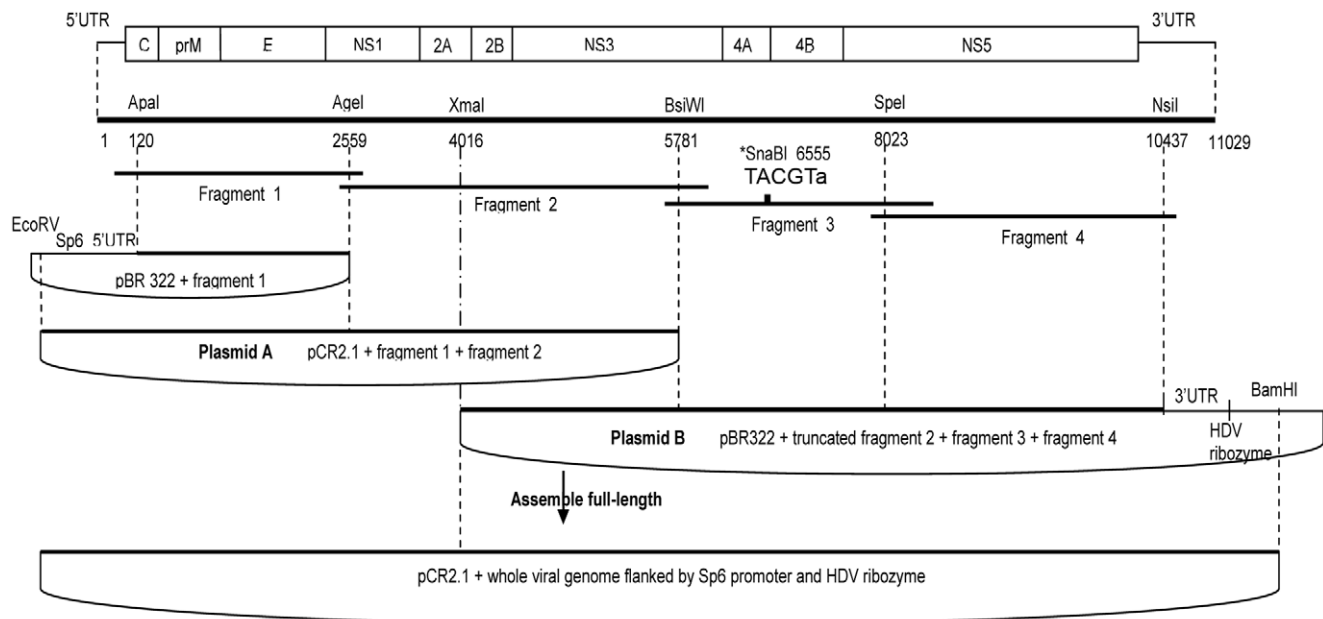 5'UTR 3'UTR
C prM E NS1 2A 2B NS3 4A 4B NS5
ApaI AgeI XmaI BsiWI SpeI NsiI
1 120 2559 4016 5781 8023 10437 11029
*SnaBI 6555
TACGTa
Fragment 1
Fragment 2
Fragment 3
Fragment 4
EcoRV
Sp6 5'UTR
pBR 322 + fragment 1
Plasmid A pCR2.1 + fragment 1 + fragment 2
3'UTR BamHI
Plasmid B pBR322 + truncated fragment 2 + fragment 3 + fragment 4
HDV
ribozyme
Assemble full-length
pCR2.1 + whole viral genome flanked by Sp6 promoter and HDV ribozyme